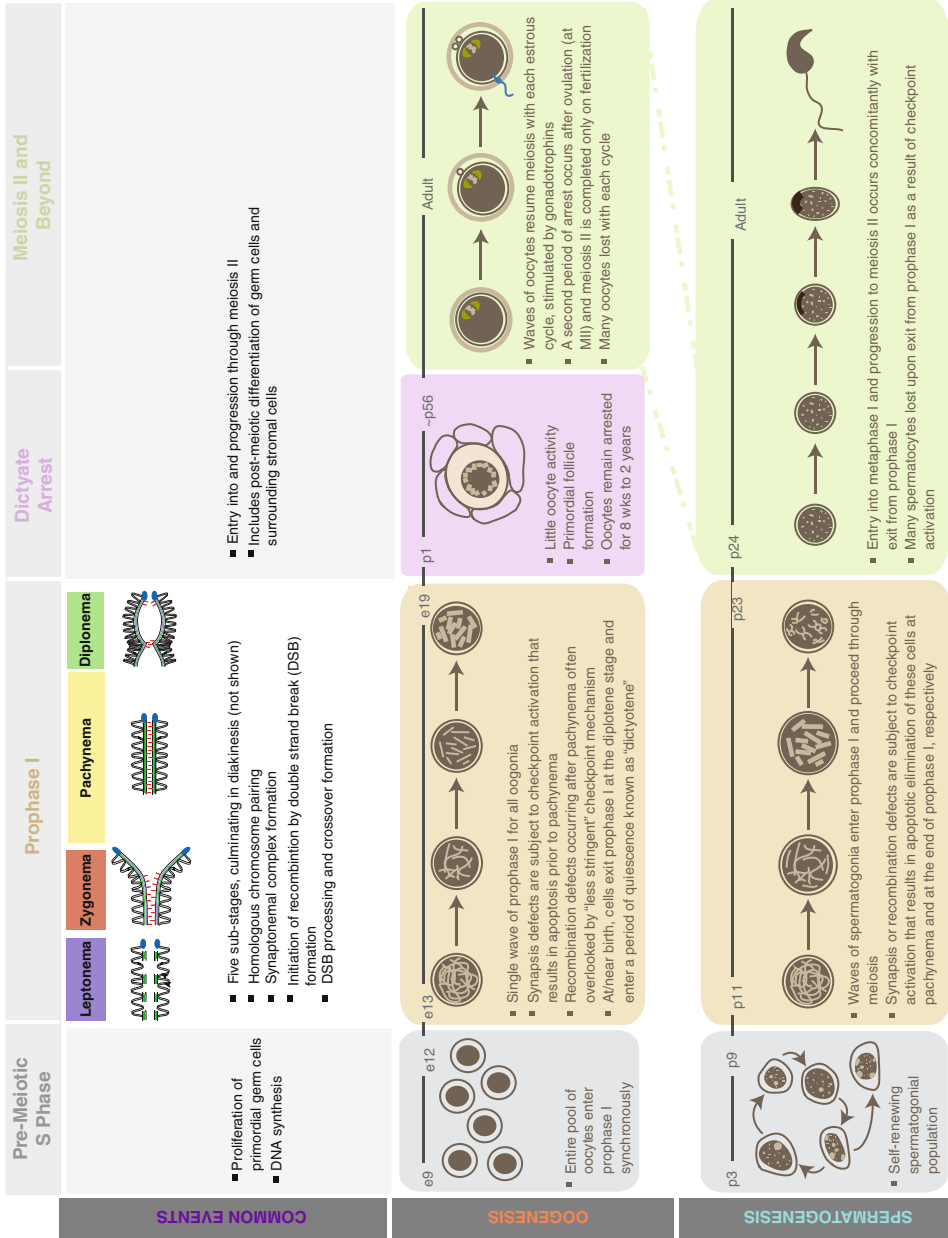 Pre-Meiotic
S Phase
Prophase I
Dictyate
Arrest
Meiosis II and
Beyond
COMMON EVENTS
Proliferation of
primordial germ cells
DNA synthesis
Leptonema
Zygonema
Pachynema
Diplonema
Five sub-stages, culminating in diakinesis (not shown)
Homologous chromosome pairing
Synaptonemal complex formation
Initiation of recombintion by double strand break (DSB)
formation
DSB processing and crossover formation
Entry into and progression through meiosis II
Includes post-meiotic differentiation of germ cells and
surrounding stromal cells
OOGENESIS
e9
e12
e13
e19
p1
~p56
Adult
Entire pool of
oocytes enter
prophase I
synchronously
Single wave of prophase I for all oogonia
Synapsis defects are subject to checkpoint activation that
results in apoptosis prior to pachynema
Recombination defects occurring after pachynema often
overlooked by “less stringent” checkpoint mechanism
At/near birth, cells exit prophase I at the diplotene stage and
enter a period of quiescence known as “dictyotene”
Little oocyte activity
Primordial follicle
formation
Oocytes remain arrested
for 8 wks to 2 years
Waves of oocytes resume meiosis with each estrous
cycle, stimulated by gonadotrophins
A second period of arrest occurs after ovulation (at
MII) and meiosis II is completed only on fertilization
Many oocytes lost with each cycle
SPERMATOGENESIS
p3
p9
p11
p23
p24
Adult
Self-renewing
spermatogonial
population
Waves of spermatogonia enter prophase I and proceed through
meiosis
Synapsis or recombination defects are subject to checkpoint
activation that results in apoptotic elimination of these cells at
pachynema and at the end of prophase I, respectively
Entry into metaphase I and progression to meiosis II occurs concomitantly with
exit from prophase I
Many spermatocytes lost upon exit from prophase I as a result of checkpoint
activation